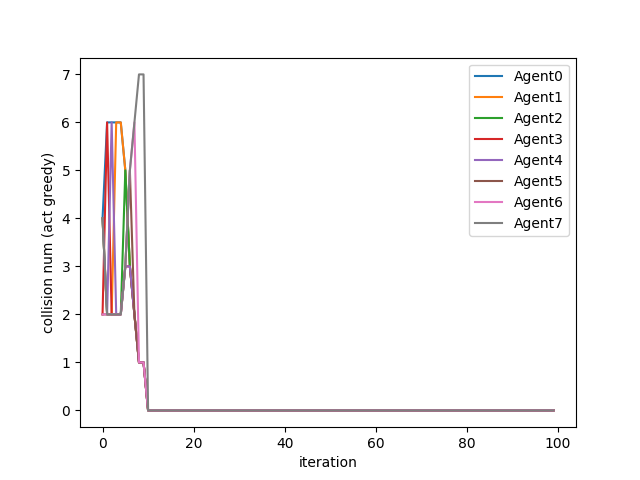 7
6
5
4
3
2
1
0
collision num (act greedy)
0
20
40
60
80
100
iteration
Agent0
Agent1
Agent2
Agent3
Agent4
Agent5
Agent6
Agent7